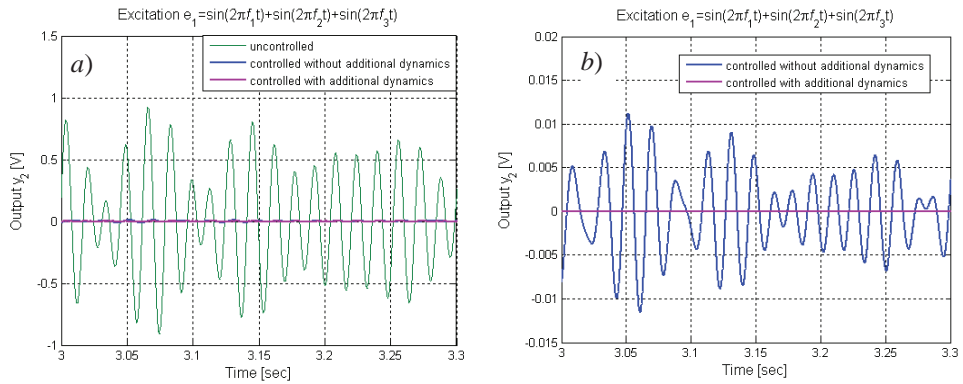 Excitation e1=sin(2πf1t)+sin(2πf2t)+sin(2πf3t)
a)
uncontrolled
controlled without additional dynamics
controlled with additional dynamics
Output y2 [V]
1.5
1
0.5
0
-0.5
-1
3
3.05
3.1
3.15
3.2
3.25
3.3
Time [sec]
Excitation e1=sin(2πf1t)+sin(2πf2t)+sin(2πf3t)
b)
controlled without additional dynamics
controlled with additional dynamics
Output y2 [V]
0.02
0.015
0.01
0.005
0
-0.005
-0.01
-0.015
3
3.05
3.1
3.15
3.2
3.25
3.3
Time [sec]